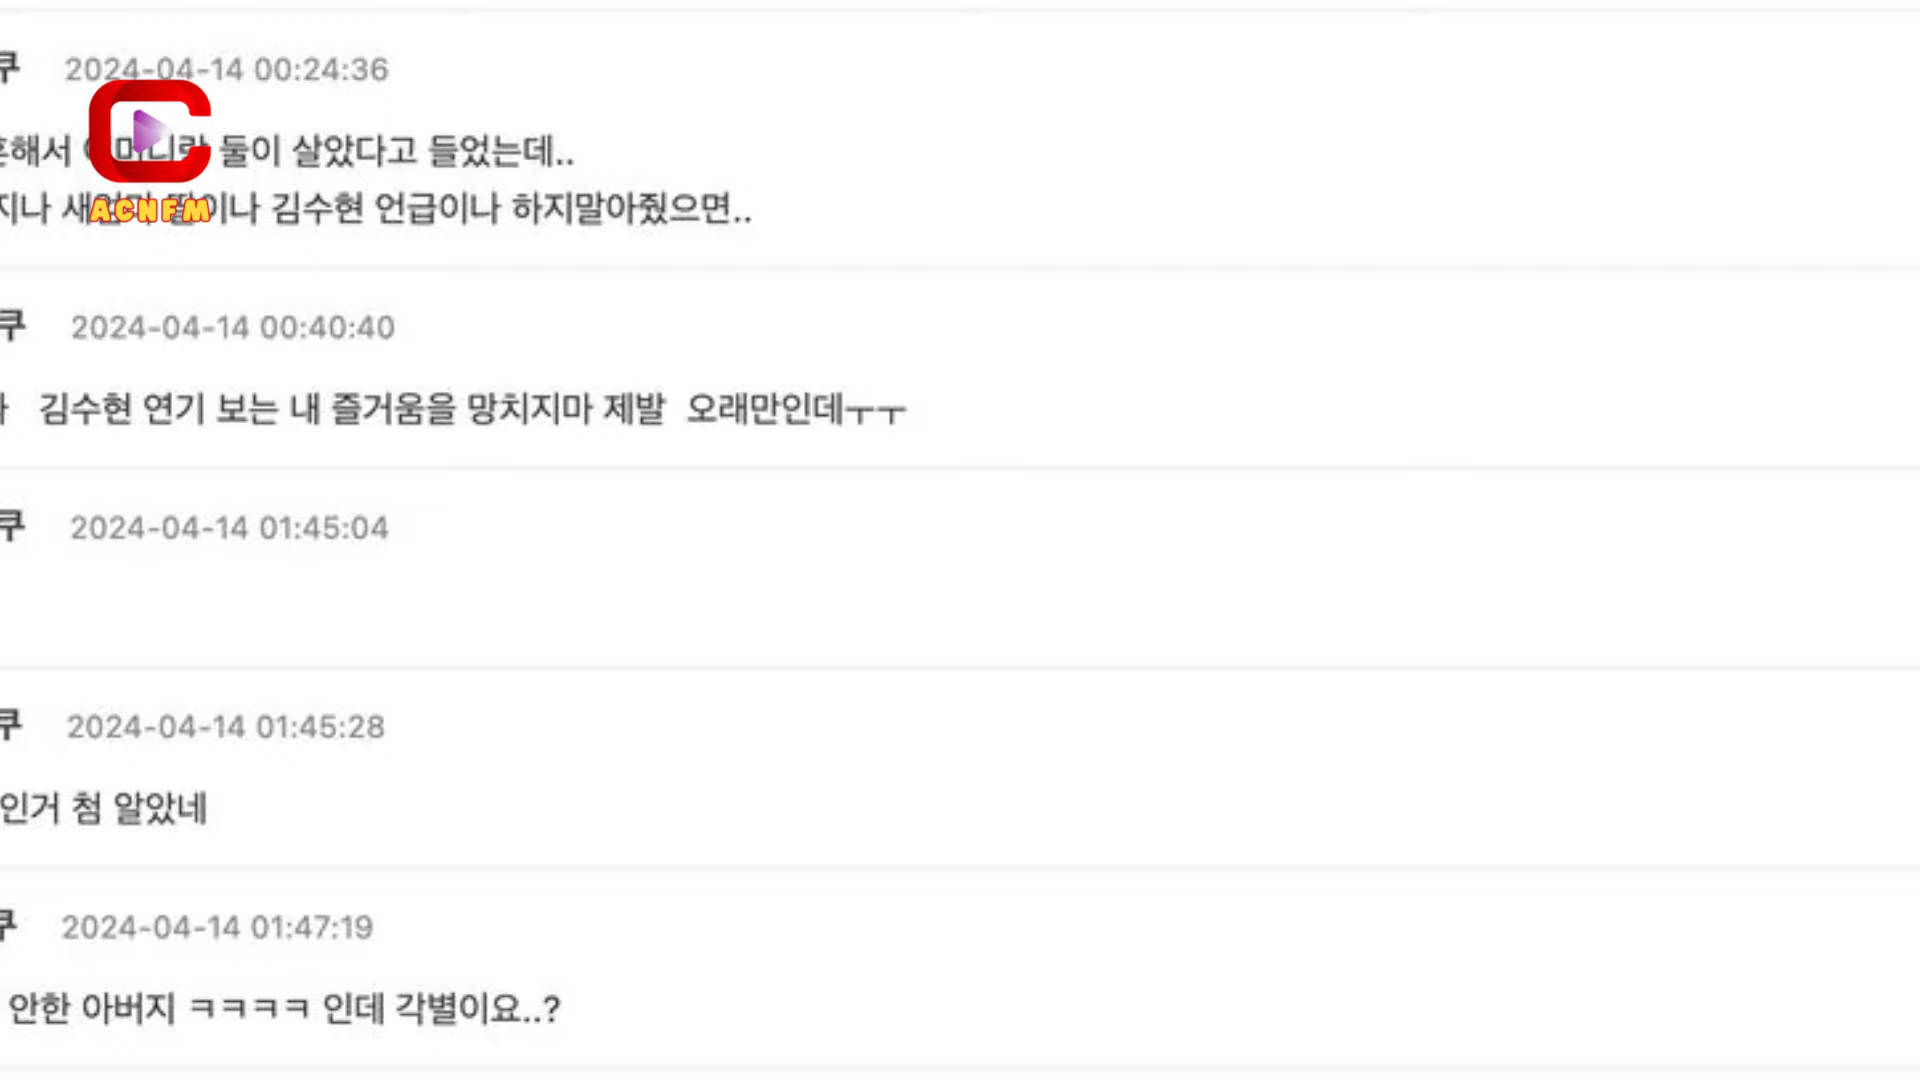 쿠 2024-04-14 00:24:36
해서 둘이 살았다고 들었는데..
지나 이나 김수현 언급이나 하지말아줬으면..
ACNFM
쿠 2024-04-14 00:40:40
김수현 연기 보는 내 즐거움을 망치지마 제발 오래만인데ㅜㅜ
쿠 2024-04-14 01:45:04
쿠 2024-04-14 01:45:28
인거 첨 알았네
쿠 2024-04-14 01:47:19
안한 아버지 ㅋㅋㅋㅋ 인데 각별이요..?